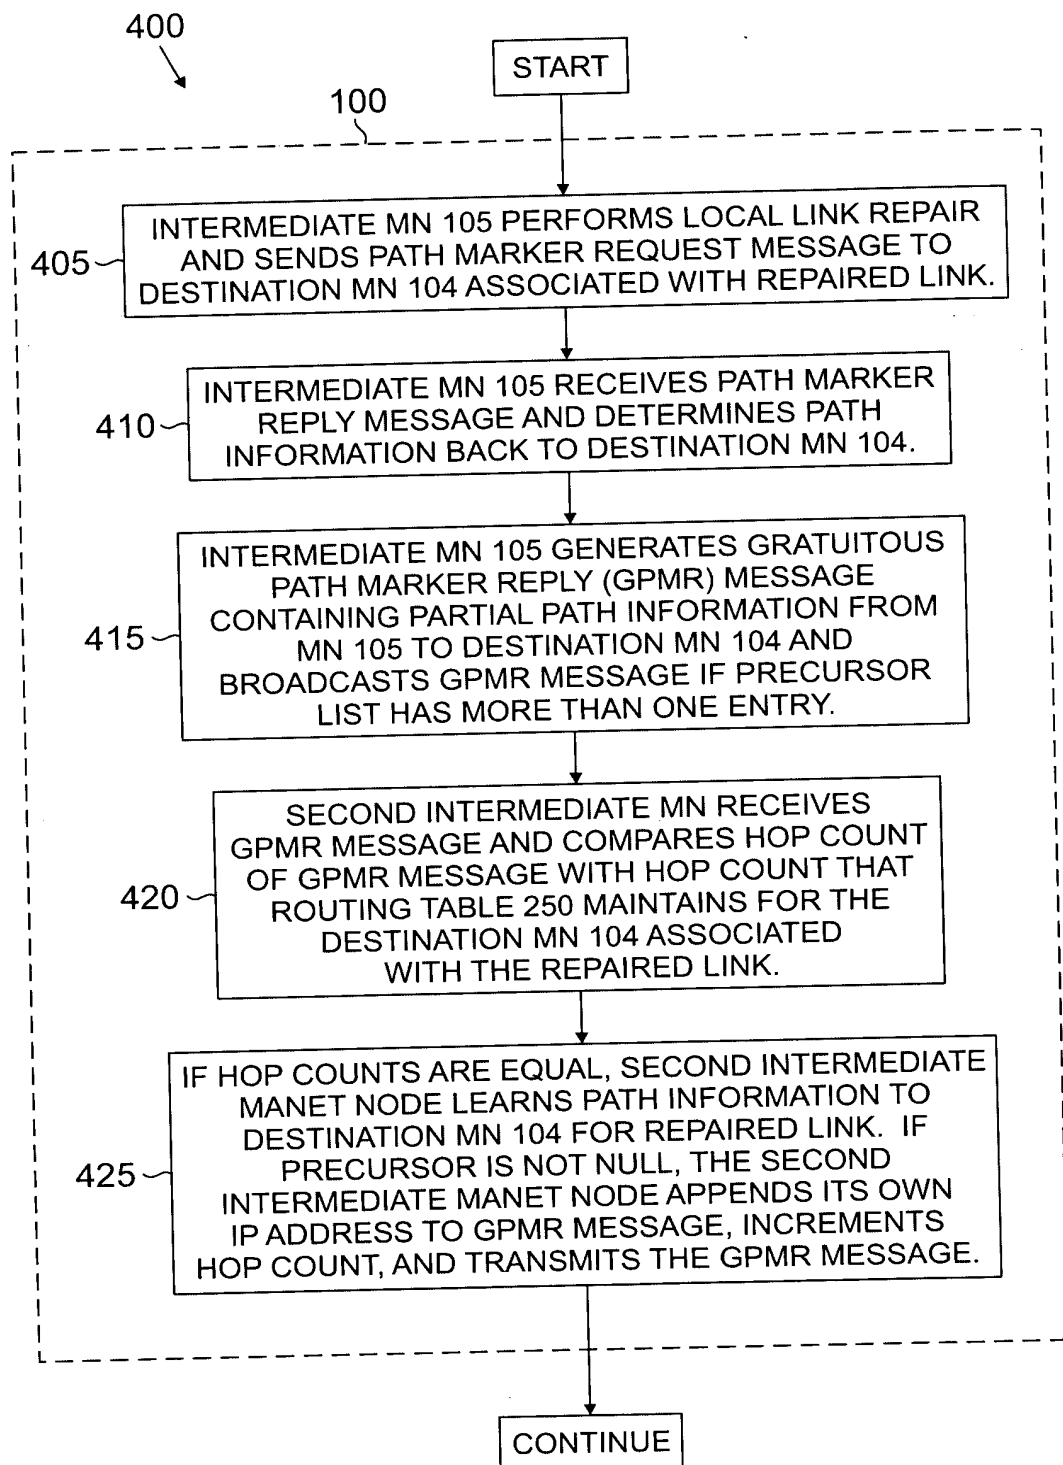 400
START
100
405
INTERMEDIATE MN 105 PERFORMS LOCAL LINK REPAIR
AND SENDS PATH MARKER REQUEST MESSAGE TO
DESTINATION MN 104 ASSOCIATED WITH REPAIRED LINK.
410
INTERMEDIATE MN 105 RECEIVES PATH MARKER
REPLY MESSAGE AND DETERMINES PATH
INFORMATION BACK TO DESTINATION MN 104.
415
INTERMEDIATE MN 105 GENERATES GRATUITOUS
PATH MARKER REPLY (GPMR) MESSAGE
CONTAINING PARTIAL PATH INFORMATION FROM
MN 105 TO DESTINATION MN 104 AND
BROADCASTS GPMR MESSAGE IF PRECURSOR
LIST HAS MORE THAN ONE ENTRY.
420
SECOND INTERMEDIATE MN RECEIVES
GPMR MESSAGE AND COMPARES HOP COUNT
OF GPMR MESSAGE WITH HOP COUNT THAT
ROUTING TABLE 250 MAINTAINS FOR THE
DESTINATION MN 104 ASSOCIATED
WITH THE REPAIRED LINK.
425
IF HOP COUNTS ARE EQUAL, SECOND INTERMEDIATE
MANET NODE LEARNS PATH INFORMATION TO
DESTINATION MN 104 FOR REPAIRED LINK. IF
PRECURSOR IS NOT NULL, THE SECOND
INTERMEDIATE MANET NODE APPENDS ITS OWN
IP ADDRESS TO GPMR MESSAGE, INCREMENTS
HOP COUNT, AND TRANSMITS THE GPMR MESSAGE.
CONTINUE